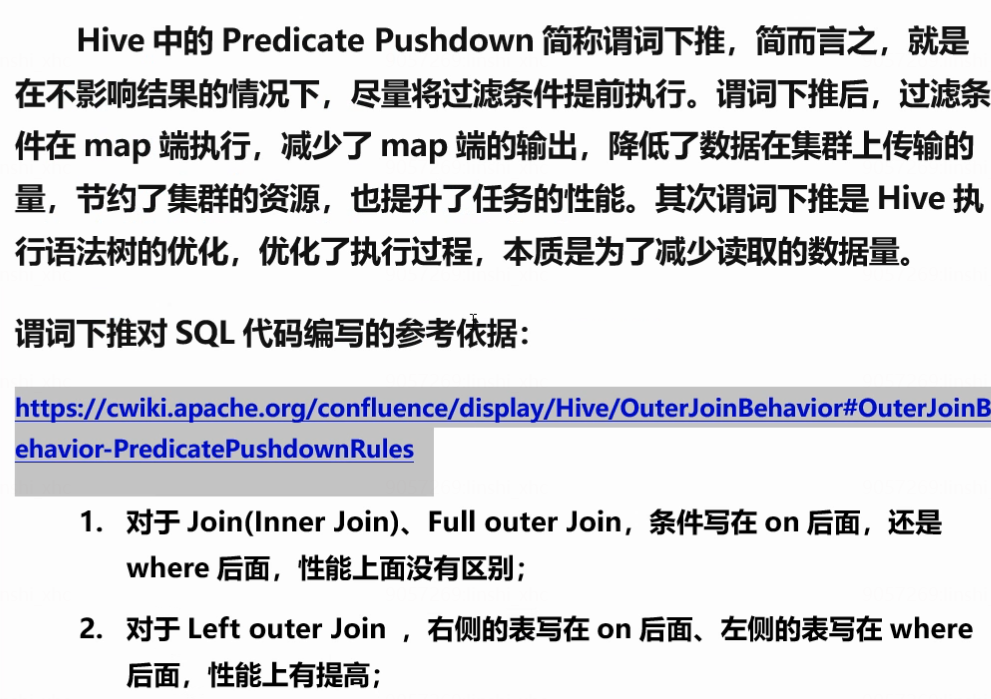 Hive 中的 Predicate Pushdown 简称谓词下推，简而言之，就是
在不影响结果的情况下，尽量将过滤条件提前执行。谓词下推后，过滤条
件在 map 端执行，减少了 map 端的输出，降低了数据在集群上传输的
量，节约了集群的资源，也提升了任务的性能。其次谓词下推是 Hive 执
行语法树的优化，优化了执行过程，本质是为了减少读取的数据量。
谓词下推对 SQL 代码编写的参考依据：
https://cwiki.apache.org/confluence/display/Hive/OuterJoinBehavior#OuterJoinB
ehavior-PredicatePushdownRules
1. 对于 Join(Inner Join)、Full outer Join，条件写在 on 后面，还是
where 后面，性能上面没有区别；
2. 对于 Left outer Join ，右侧的表写在 on 后面、左侧的表写在 where
后面，性能上有提高；